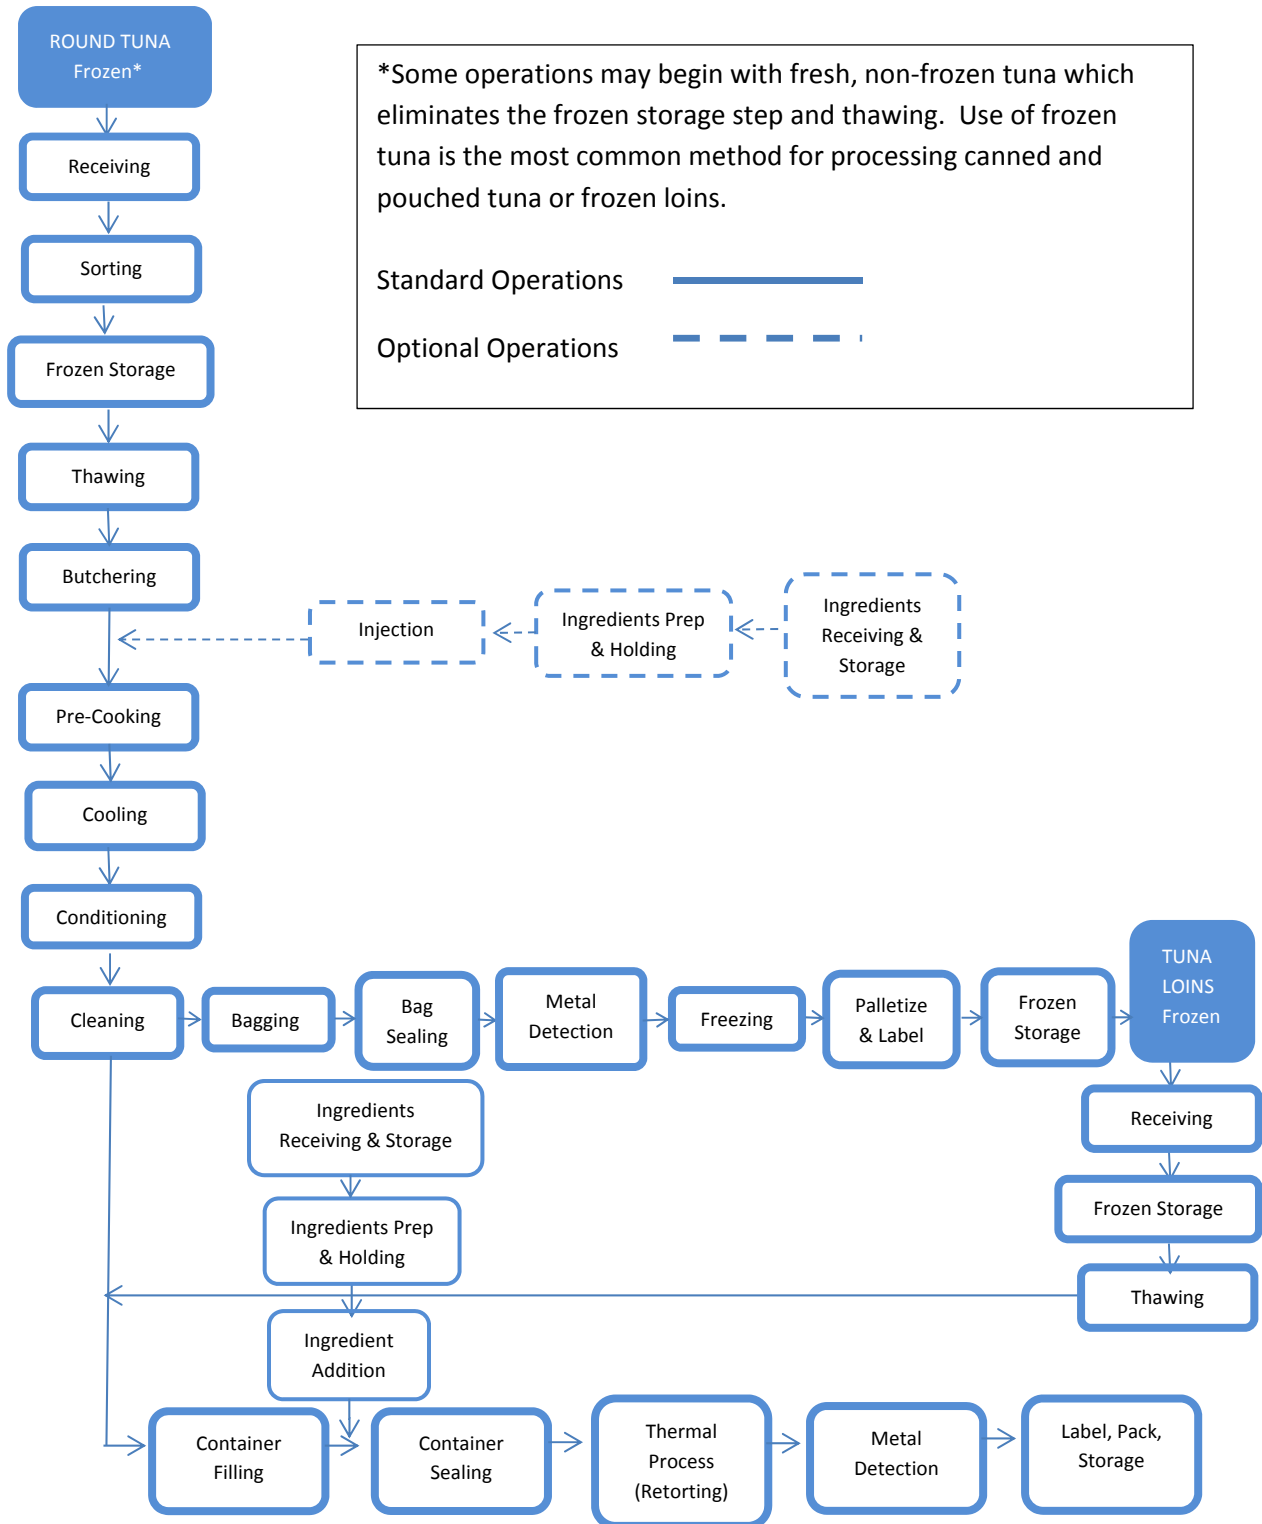 ROUND TUNA
Frozen*
*Some operations may begin with fresh, non-frozen tuna which
eliminates the frozen storage step and thawing.  Use of frozen
tuna is the most common method for processing canned and
pouched tuna or frozen loins.
Standard Operations
Optional Operations
Receiving
Sorting
Frozen Storage
Thawing
Butchering
Injection
Ingredients Prep
& Holding
Ingredients
Receiving &
Storage
Pre-Cooking
Cooling
Conditioning
Cleaning
Bagging
Bag
Sealing
Metal
Detection
Freezing
Palletize
& Label
Frozen
Storage
TUNA
LOINS
Frozen
Receiving
Frozen Storage
Thawing
Ingredients
Receiving & Storage
Ingredients Prep
& Holding
Ingredient
Addition
Container
Filling
Container
Sealing
Thermal
Process
(Retorting)
Metal
Detection
Label, Pack,
Storage